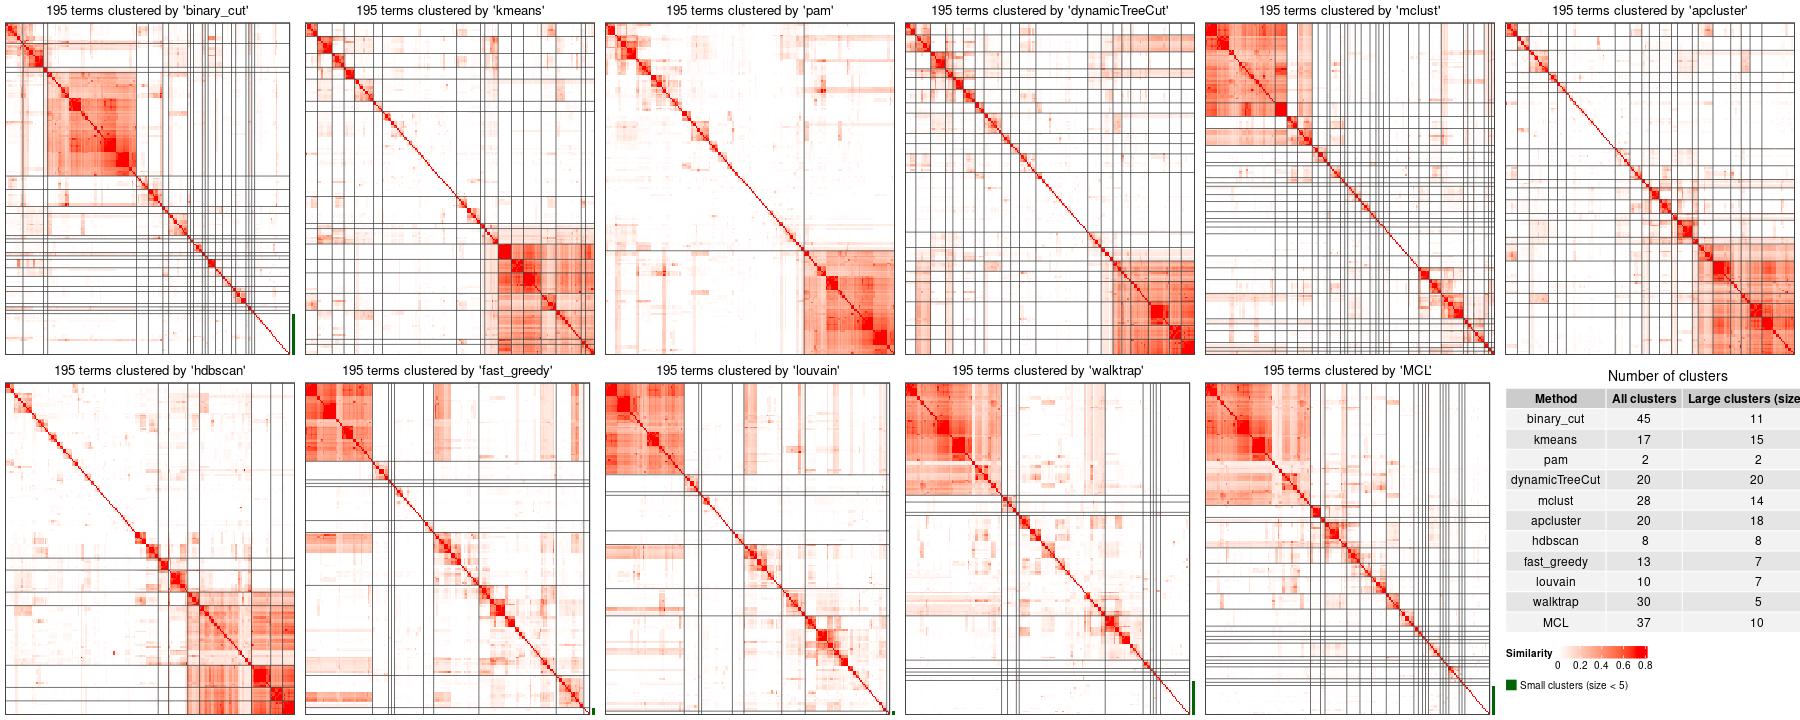 195 terms clustered by 'binary_cut'
195 terms clustered by 'kmeans'
195 terms clustered by 'pam'
195 terms clustered by 'dynamicTreeCut'
195 terms clustered by 'mclust'
195 terms clustered by 'apcluster'
195 terms clustered by 'hdbscan'
195 terms clustered by 'fast_greedy'
195 terms clustered by 'louvain'
195 terms clustered by 'walktrap'
195 terms clustered by 'MCL'
Number of clusters
Method All clusters Large clusters (size
binary_cut 45 11
kmeans 17 15
pam 2 2
dynamicTreeCut 20 20
mclust 28 14
apcluster 20 18
hdbscan 8 8
fast_greedy 13 7
louvain 10 7
walktrap 30 5
MCL 37 10
Similarity
0 0.2 0.4 0.6 0.8
Small clusters (size < 5)